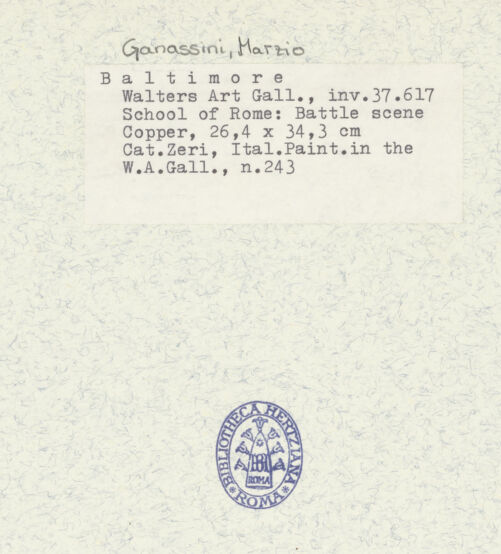 Ganassini, Marzio
Baltimore
Walters Art Gall., inv.37.617
School of Rome: Battle scene
Copper, 26,4 x 34,3 cm
Cat.Zeri, Ital.Paint.in the
W.A.Gall., n.243
BIBLIOTHECA HERTZIANA
BH
ROMA
* ROMA *